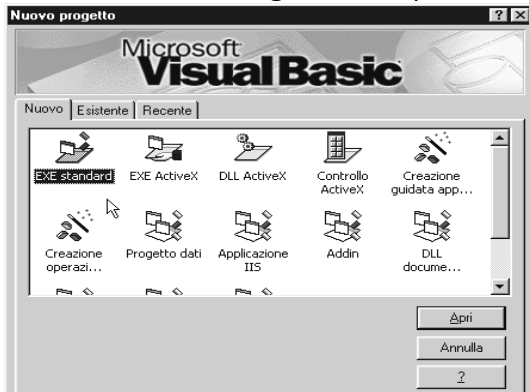 Nuovo progetto
Microsoft
Visual Basic
Nuovo Esistente Recente
EXE standard EXE ActiveX DLL ActiveX Controllo ActiveX Creazione guidata app...
Creazione operazi... Progetto dati Applicazione IIS Addin DLL docume...
Apri
Annulla
?